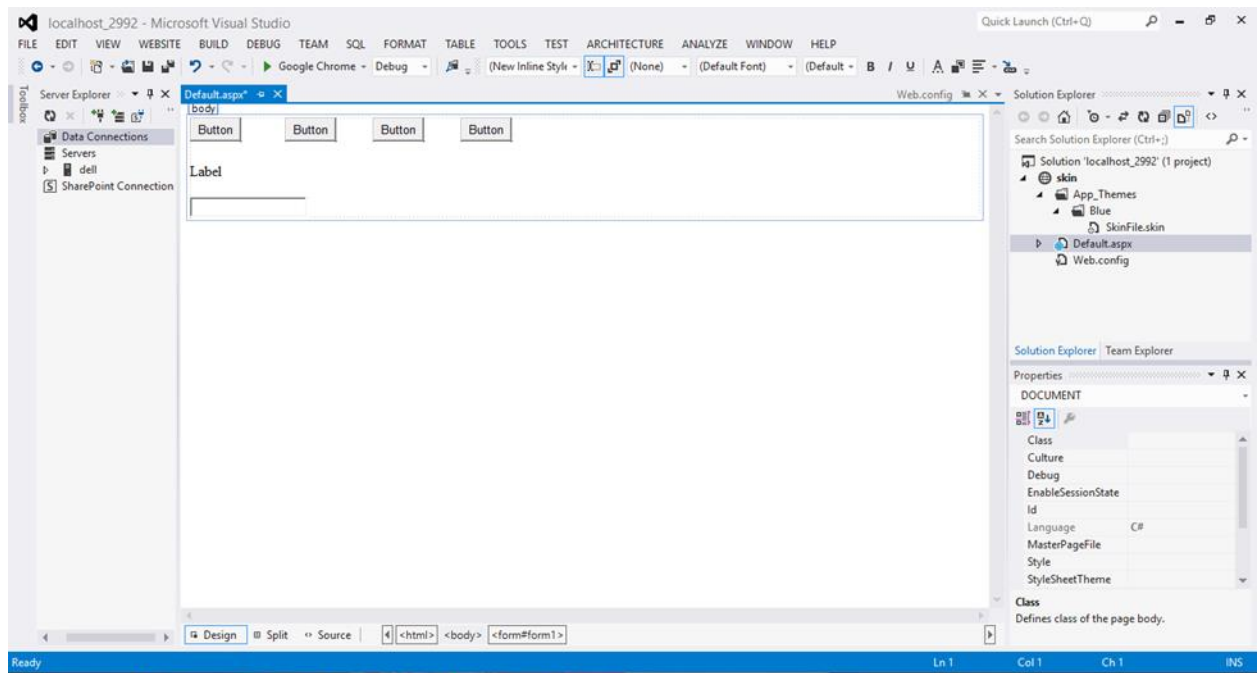 localhost_2992 - Microsoft Visual Studio
Quick Launch (Ctrl+Q)
FILE EDIT VIEW WEBSITE BUILD DEBUG TEAM SQL FORMAT TABLE TOOLS TEST ARCHITECTURE ANALYZE WINDOW HELP
Google Chrome Debug (New Inline Style (None) (Default Font) (Default B I U A
Toolbox
Server Explorer
Data Connections
Servers
dell
SharePoint Connection
Default.aspx*
Web.config
body
Button Button Button Button
Label
Design Split Source <html> <body> <form#form1>
Solution Explorer
Search Solution Explorer (Ctrl+;)
Solution 'localhost_2992' (1 project)
skin
App_Themes
Blue
SkinFile.skin
Default.aspx
Web.config
Solution Explorer Team Explorer
Properties
DOCUMENT
Class
Culture
Debug
EnableSessionState
Id
Language C#
MasterPageFile
Style
StyleSheetTheme
Class
Defines class of the page body.
Ready Ln 1 Col 1 Ch 1 INS